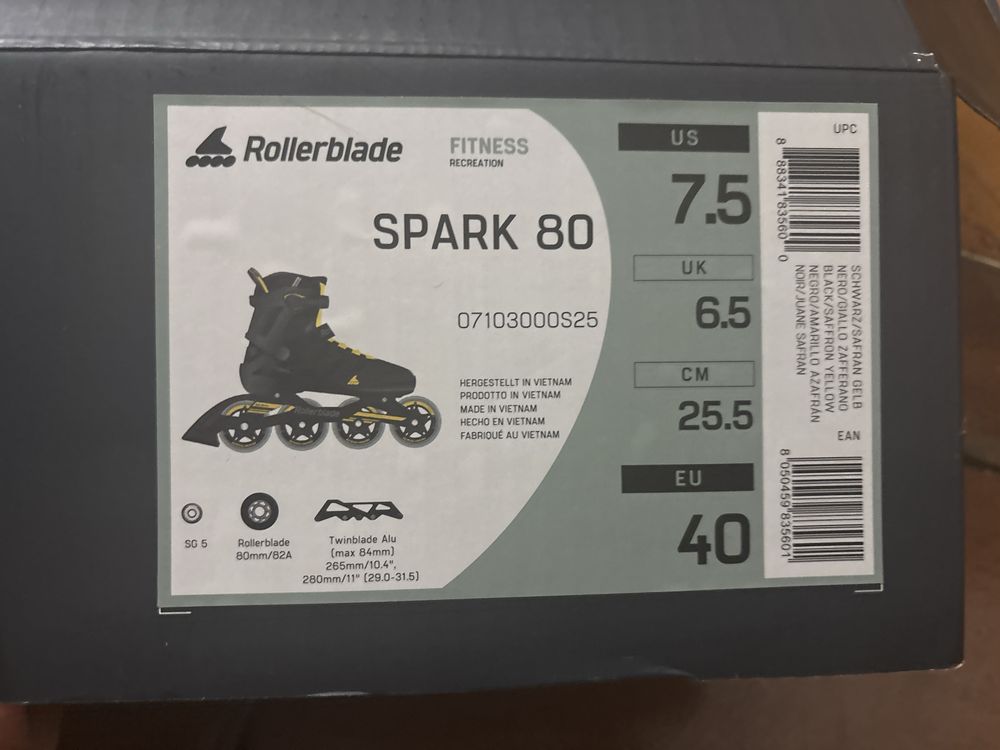 Rollerblade
FITNESS
RECREATION
SPARK 80
07103000S25
HERGESTELLT IN VIETNAM
PRODOTTO IN VIETNAM
MADE IN VIETNAM
HECHO EN VIETNAM
FABRIQUÉ AU VIETNAM
Rollerblade
SG 5
Rollerblade
80mm/82A
Twinblade Alu
(max 84mm)
265mm/10.4",
280mm/11" (29.0-31.5)
US
7.5
UK
6.5
CM
25.5
EU
40
UPC
8 88341 83560 0
SCHWARZ/SAFRAN GELB
NERO/GIALLO ZAFFERANO
BLACK/SAFFRON YELLOW
NEGRO/AMARILLO AZAFRÁN
NOIR/JUANE SAFRAN
EAN
8 050459 835601